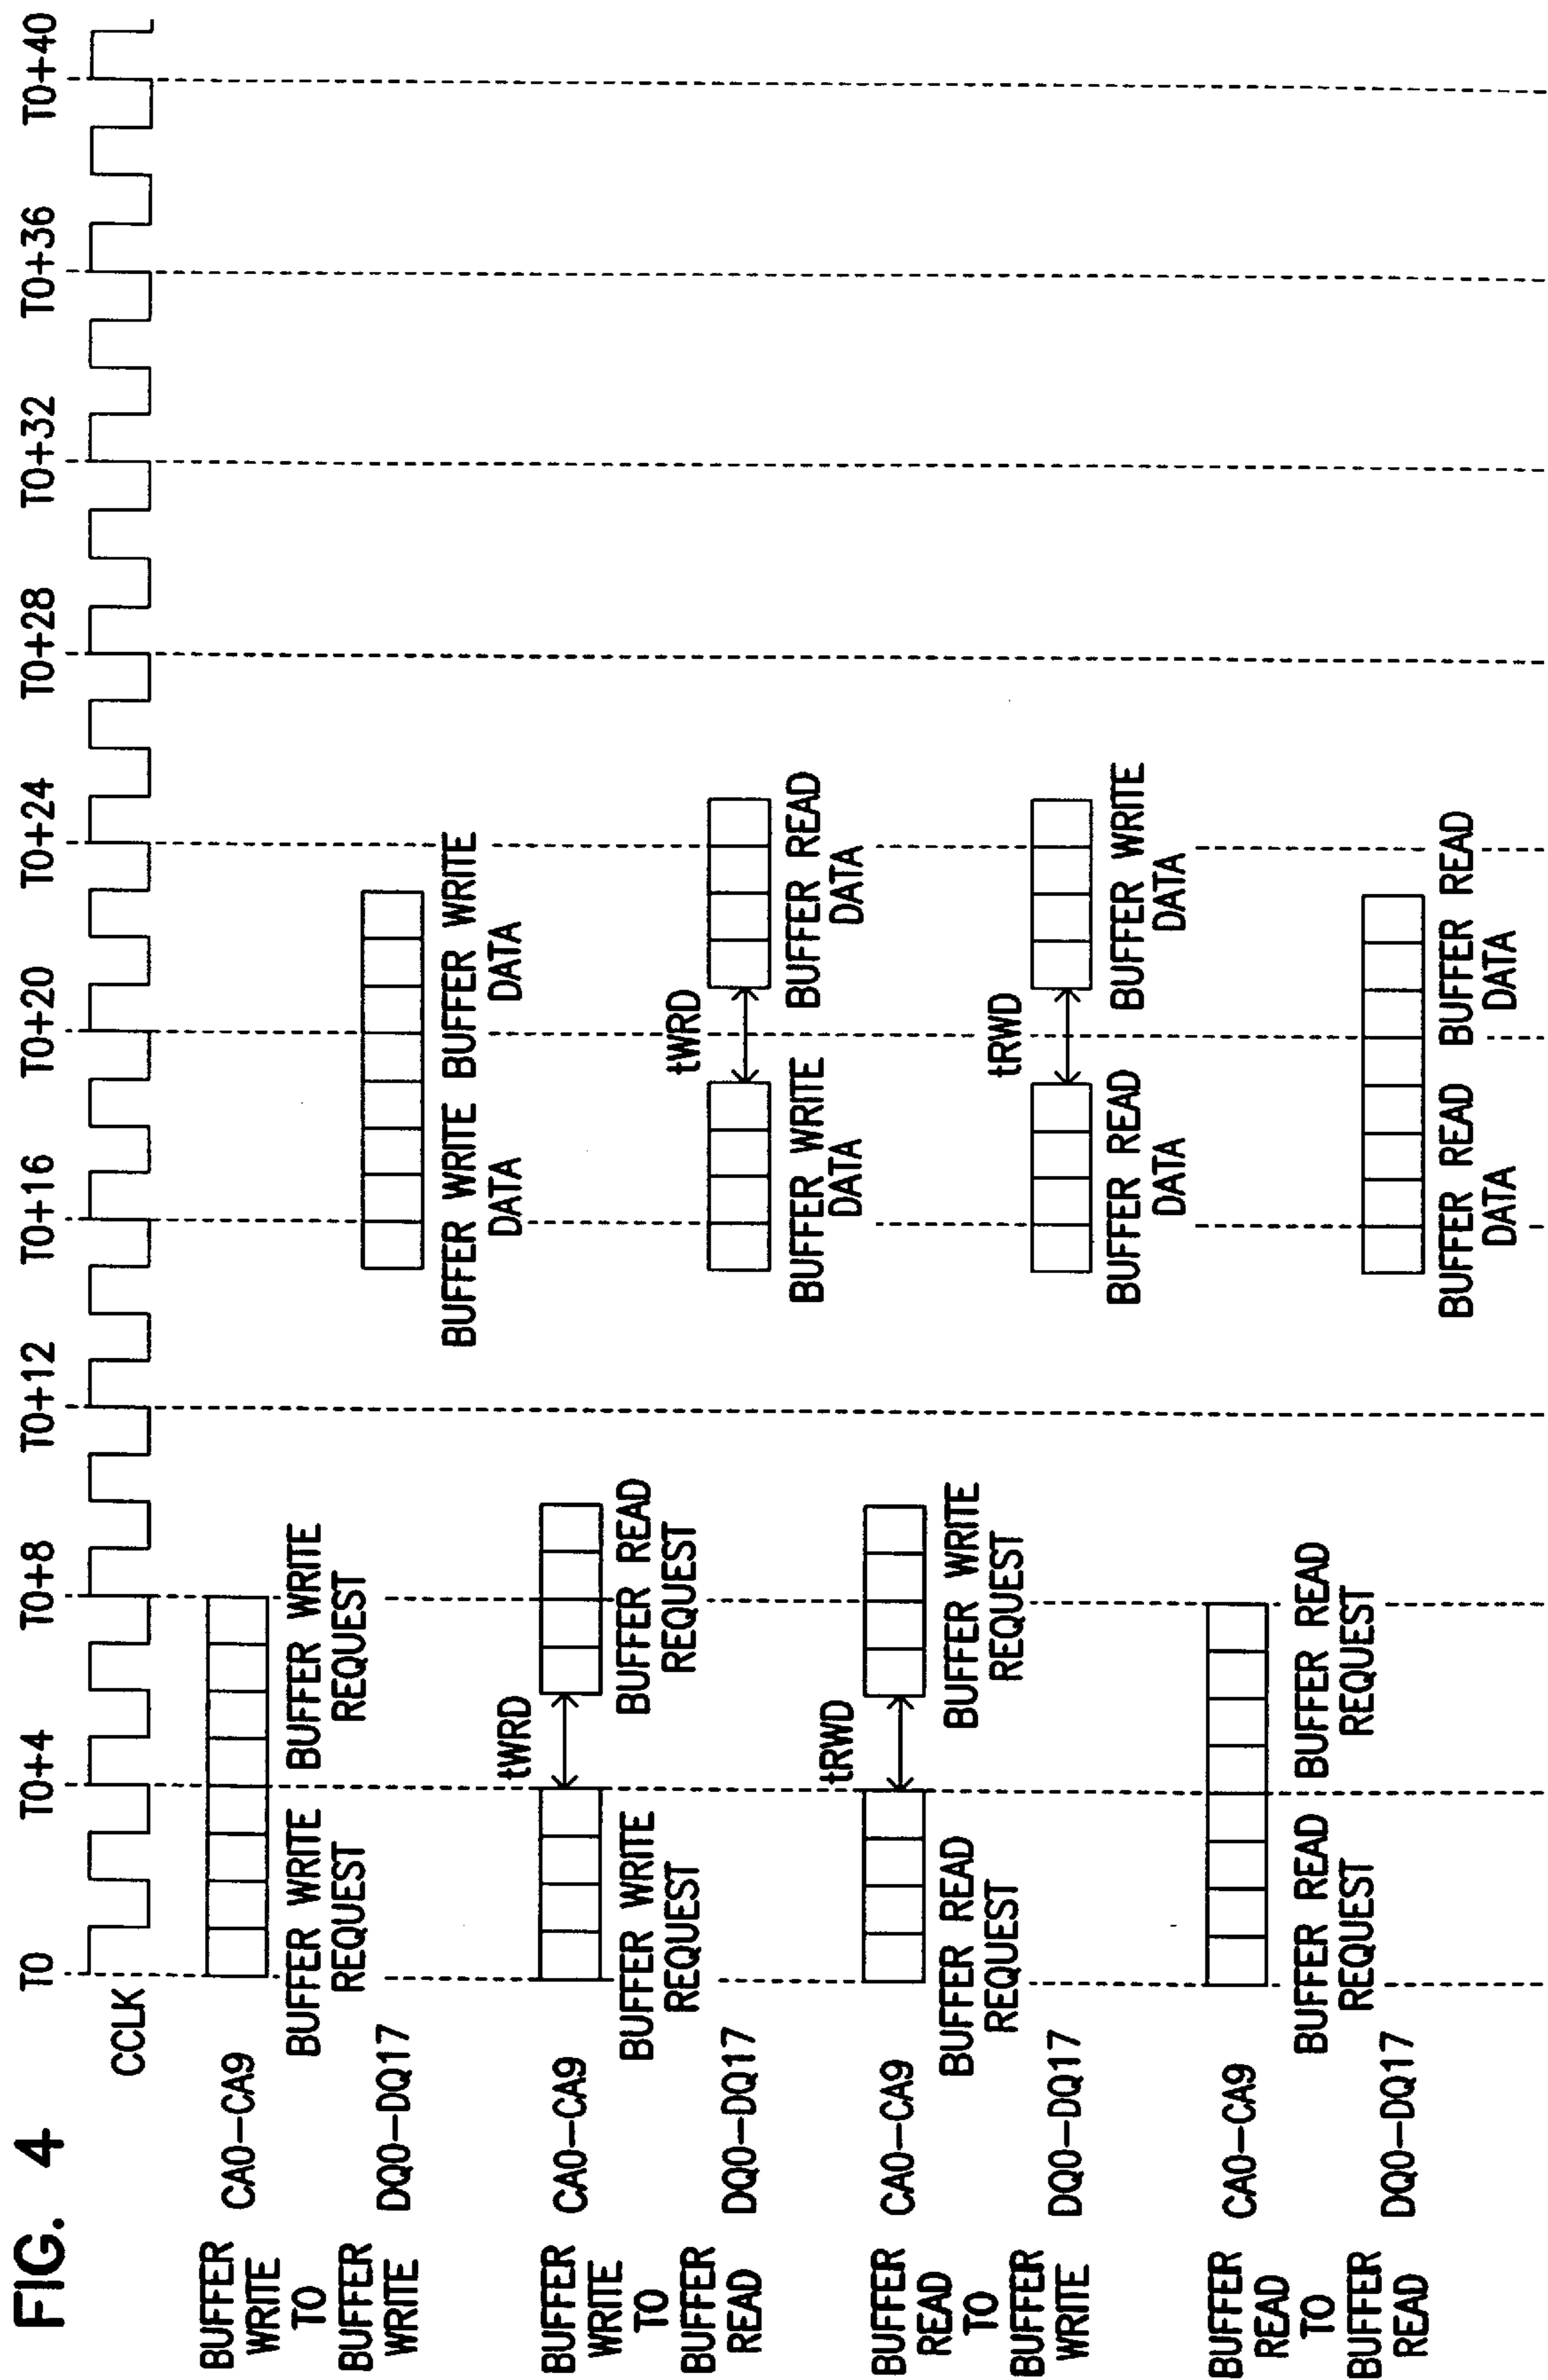 FIG. 4
T0 T0+4 T0+8 T0+12 T0+16 T0+20 T0+24 T0+28 T0+32 T0+36 T0+40
CCLK
BUFFER
WRITE
TO
BUFFER
WRITE
CA0-CA9
BUFFER WRITE BUFFER WRITE
REQUEST REQUEST
DQ0-DQ17
BUFFER WRITE BUFFER WRITE
DATA DATA
BUFFER
WRITE
TO
BUFFER
READ
CA0-CA9
tWRD
BUFFER WRITE BUFFER READ
REQUEST REQUEST
DQ0-DQ17
tWRD
BUFFER WRITE BUFFER READ
DATA DATA
BUFFER
READ
TO
BUFFER
WRITE
CA0-CA9
tRWD
BUFFER READ BUFFER WRITE
REQUEST REQUEST
DQ0-DQ17
tRWD
BUFFER READ BUFFER WRITE
DATA DATA
BUFFER
READ
TO
BUFFER
READ
CA0-CA9
BUFFER READ BUFFER READ
REQUEST REQUEST
DQ0-DQ17
BUFFER READ BUFFER READ
DATA DATA